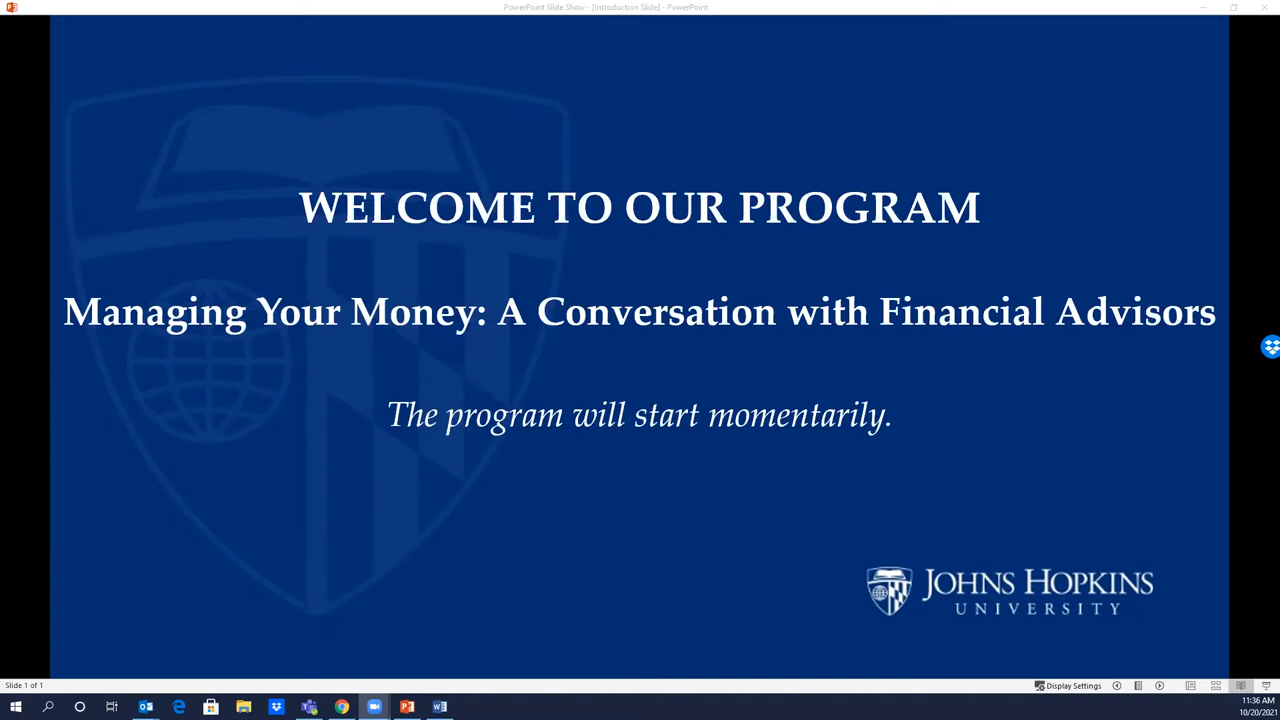 PowerPoint Slide Show - [Introduction Slide] - PowerPoint
WELCOME TO OUR PROGRAM
Managing Your Money: A Conversation with Financial Advisors
The program will start momentarily.
JOHNS HOPKINS
UNIVERSITY
Slide 1 of 1
Display Settings
11:36 AM
10/20/2021